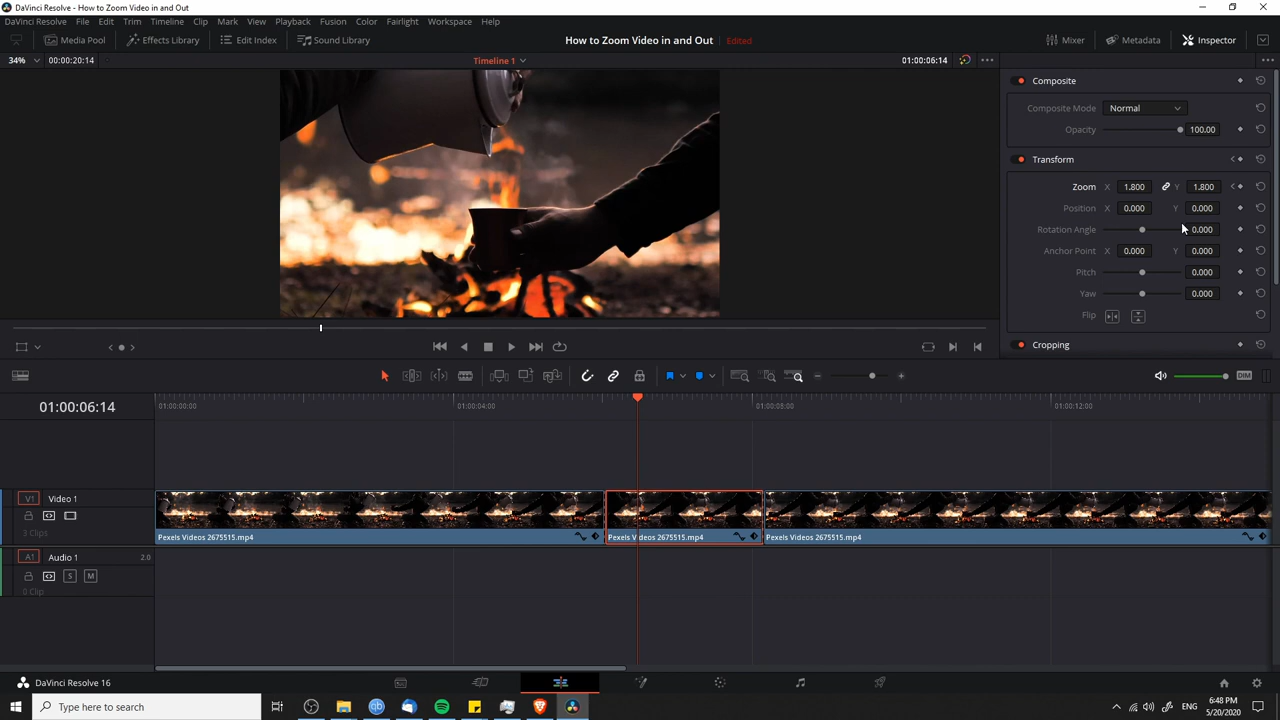 DaVinci Resolve - How to Zoom Video in and Out
DaVinci Resolve File Edit Trim Timeline Clip Mark View Playback Fusion Color Fairlight Workspace Help
Media Pool Effects Library Edit Index Sound Library How to Zoom Video in and Out Edited Mixer Metadata Inspector
34% 00:00:20:14 Timeline 1 01:00:06:14
Composite
Composite Mode Normal
Opacity 100.00
Transform
Zoom X 1.800 Y 1.800
Position X 0.000 Y 0.000
Rotation Angle 0.000
Anchor Point X 0.000 Y 0.000
Pitch 0.000
Yaw 0.000
Flip
Cropping
DIM
01:00:06:14 01:00:00:00 01:00:04:00 01:00:08:00 01:00:12:00
V1 Video 1
3 Clips
Pexels Videos 2675515.mp4 Pexels Videos 2675515.mp4 Pexels Videos 2675515.mp4
A1 Audio 1 2.0
S M
0 Clip
DaVinci Resolve 16
Type here to search qb ENG 6:48 PM
5/20/2020